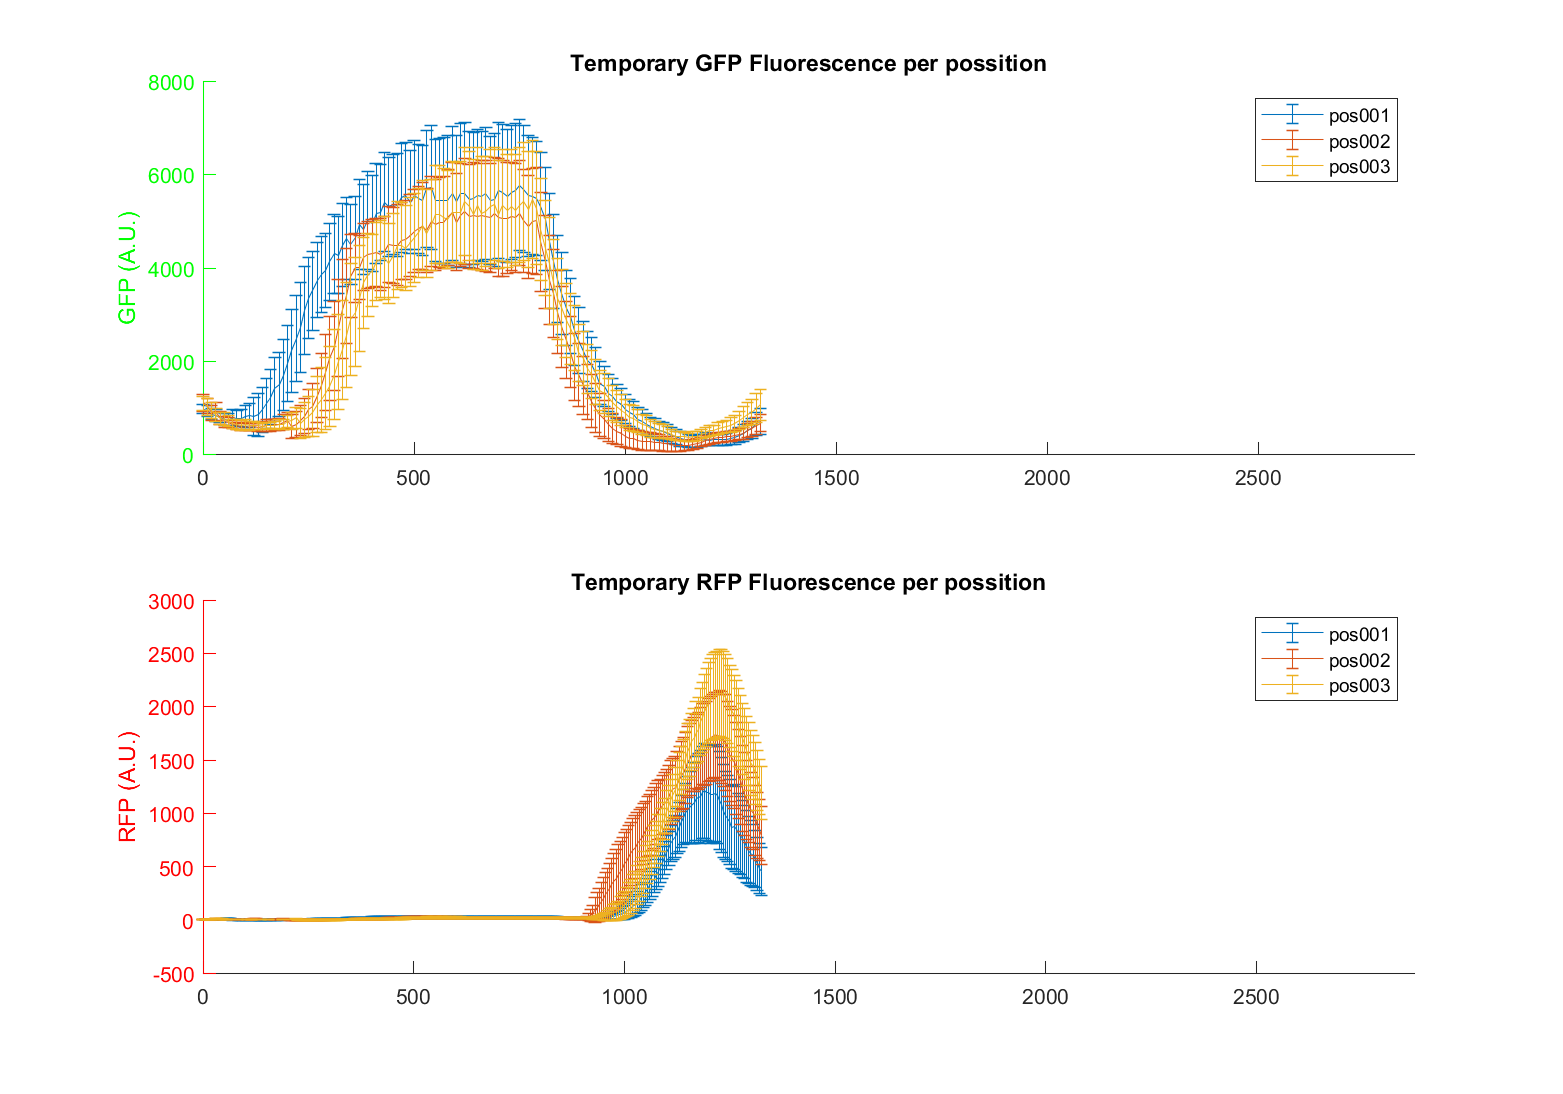 Temporary GFP Fluorescence per possition
8000
6000
4000
2000
0
GFP (A.U.)
0 500 1000 1500 2000 2500
pos001
pos002
pos003
Temporary RFP Fluorescence per possition
3000
2500
2000
1500
1000
500
0
-500
RFP (A.U.)
0 500 1000 1500 2000 2500
pos001
pos002
pos003